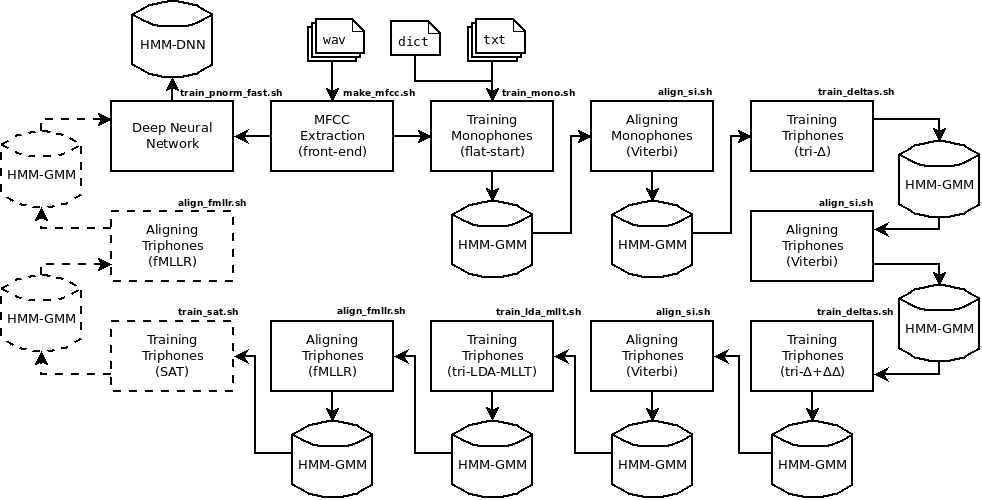 HMM-DNN
wav
dict
txt
train_pnorm_fast.sh
make_mfcc.sh
train_mono.sh
align_si.sh
train_deltas.sh
Deep Neural
Network
MFCC
Extraction
(front-end)
Training
Monophones
(flat-start)
Aligning
Monophones
(Viterbi)
Training
Triphones
(tri-Δ)
HMM-GMM
HMM-GMM
HMM-GMM
HMM-GMM
align_fmllr.sh
Aligning
Triphones
(fMLLR)
align_si.sh
Aligning
Triphones
(Viterbi)
HMM-GMM
HMM-GMM
train_sat.sh
align_fmllr.sh
train_lda_mllt.sh
align_si.sh
train_deltas.sh
Training
Triphones
(SAT)
Aligning
Triphones
(fMLLR)
Training
Triphones
(tri-LDA-MLLT)
Aligning
Triphones
(Viterbi)
Training
Triphones
(tri-Δ+ΔΔ)
HMM-GMM
HMM-GMM
HMM-GMM
HMM-GMM